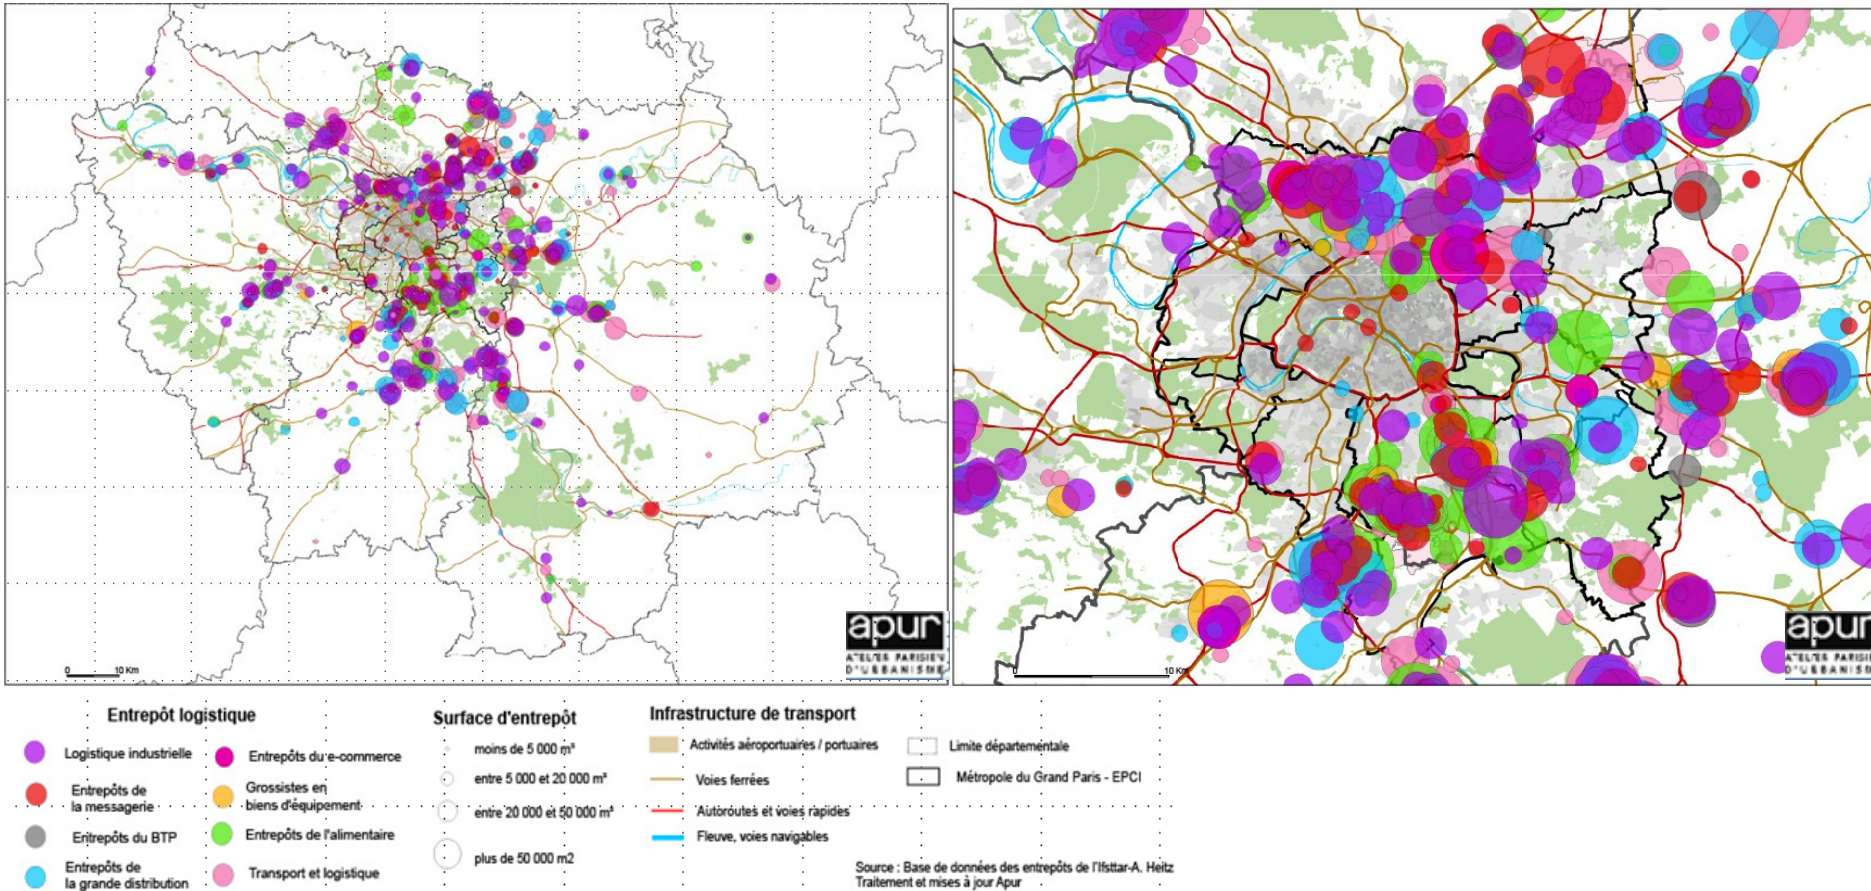 0 10 Km
apur
ATELIER PARISIEN
D'URBANISME
0 10 Km
apur
ATELIER PARISIEN
D'URBANISME
Entrepôt logistique
Logistique industrielle
Entrepôts de
la messagerie
Entrepôts du BTP
Entrepôts de
la grande distribution
Entrepôts du e-commerce
Grossistes en
biens d'équipement
Entrepôts de l'alimentaire
Transport et logistique
Surface d'entrepôt
moins de 5 000 m²
entre 5 000 et 20 000 m²
entre 20 000 et 50 000 m²
plus de 50 000 m2
Infrastructure de transport
Activités aéroportuaires / portuaires
Voies ferrées
Autoroutes et voies rapides
Fleuve, voies navigables
Limite départementale
Métropole du Grand Paris - EPCI
Source : Base de données des entrepôts de l'Ifsttar-A. Heitz
Traitement et mises à jour Apur